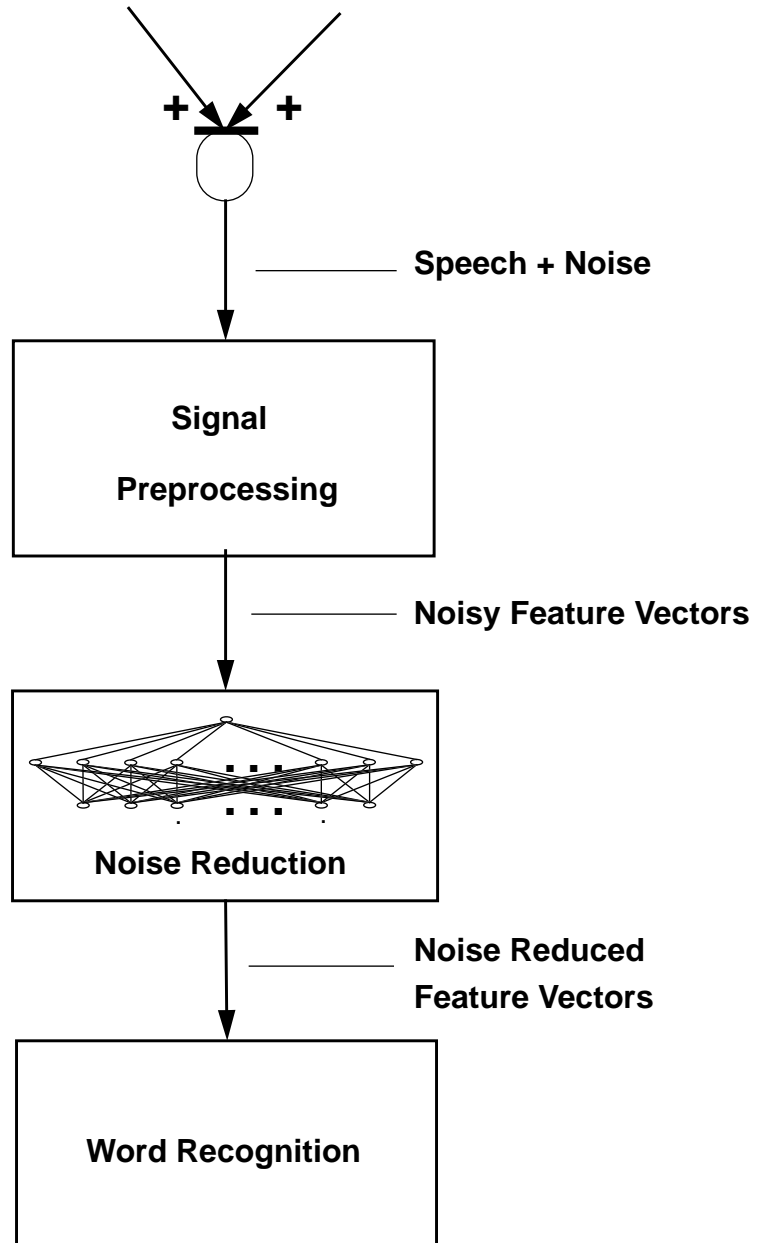 + +
Speech + Noise
Signal
Preprocessing
Noisy Feature Vectors
Noise Reduction
Noise Reduced
Feature Vectors
Word Recognition